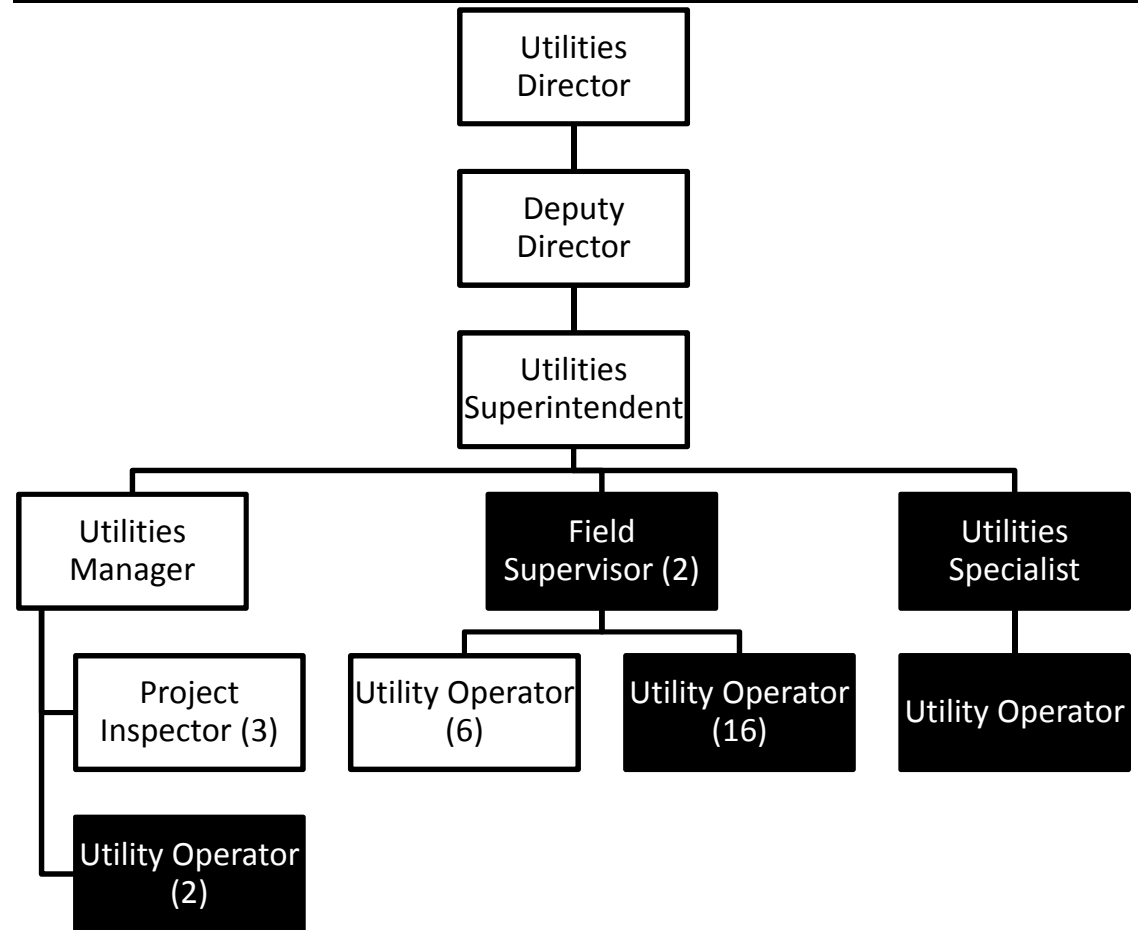 Utilities
Director
Deputy
Director
Utilities
Superintendent
Utilities
Manager
Field
Supervisor (2)
Utilities
Specialist
Project
Inspector (3)
Utility Operator
(6)
Utility Operator
(16)
Utility Operator
Utility Operator
(2)